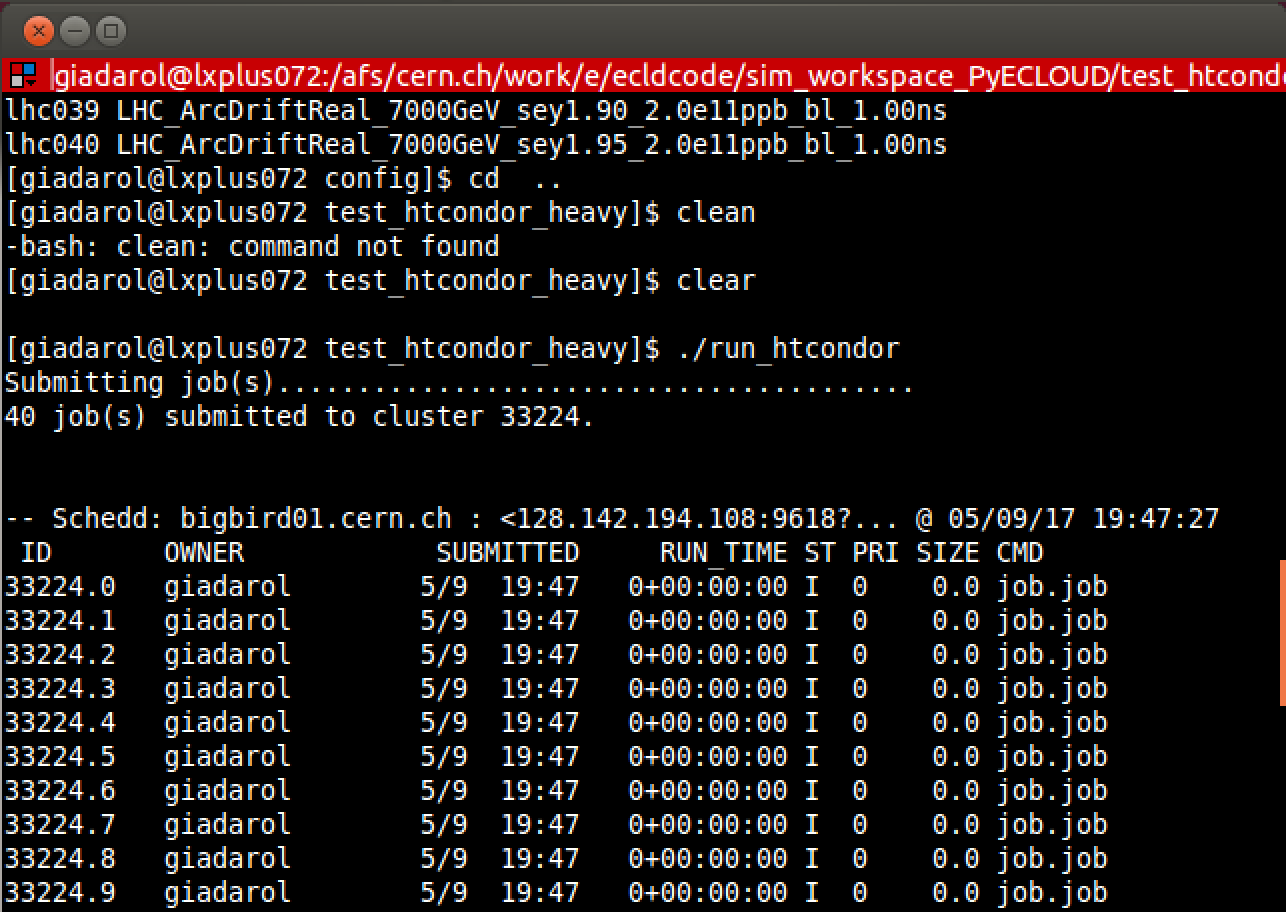 giadarol@lxplus072:/afs/cern.ch/work/e/ecldcode/sim_workspace_PyECLOUD/test_htcond
lhc039 LHC_ArcDriftReal_7000GeV_sey1.90_2.0e11ppb_bl_1.00ns
lhc040 LHC_ArcDriftReal_7000GeV_sey1.95_2.0e11ppb_bl_1.00ns
[giadarol@lxplus072 config]$ cd  ..
[giadarol@lxplus072 test_htcondor_heavy]$ clean
-bash: clean: command not found
[giadarol@lxplus072 test_htcondor_heavy]$ clear
[giadarol@lxplus072 test_htcondor_heavy]$ ./run_htcondor
Submitting job(s)........................................
40 job(s) submitted to cluster 33224.
-- Schedd: bigbird01.cern.ch : <128.142.194.108:9618?... @ 05/09/17 19:47:27
 ID       OWNER            SUBMITTED     RUN_TIME ST PRI SIZE CMD
33224.0   giadarol        5/9  19:47   0+00:00:00 I  0    0.0 job.job
33224.1   giadarol        5/9  19:47   0+00:00:00 I  0    0.0 job.job
33224.2   giadarol        5/9  19:47   0+00:00:00 I  0    0.0 job.job
33224.3   giadarol        5/9  19:47   0+00:00:00 I  0    0.0 job.job
33224.4   giadarol        5/9  19:47   0+00:00:00 I  0    0.0 job.job
33224.5   giadarol        5/9  19:47   0+00:00:00 I  0    0.0 job.job
33224.6   giadarol        5/9  19:47   0+00:00:00 I  0    0.0 job.job
33224.7   giadarol        5/9  19:47   0+00:00:00 I  0    0.0 job.job
33224.8   giadarol        5/9  19:47   0+00:00:00 I  0    0.0 job.job
33224.9   giadarol        5/9  19:47   0+00:00:00 I  0    0.0 job.job